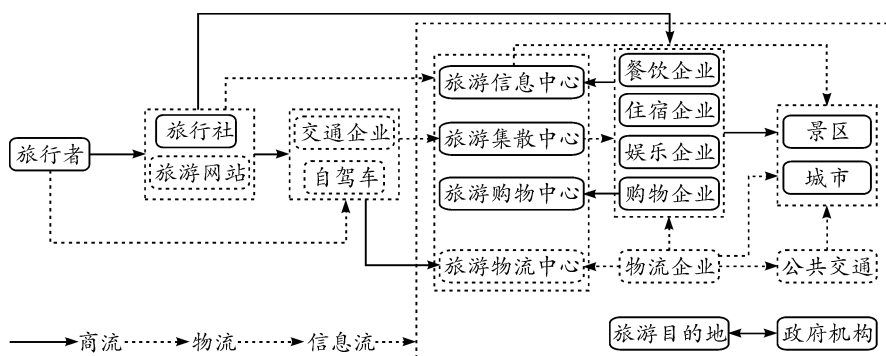 旅行者
旅行社
旅游网站
交通企业
自驾车
旅游信息中心
旅游集散中心
旅游购物中心
旅游物流中心
餐饮企业
住宿企业
娱乐企业
购物企业
物流企业
景区
城市
公共交通
商流
物流
信息流
旅游目的地
政府机构